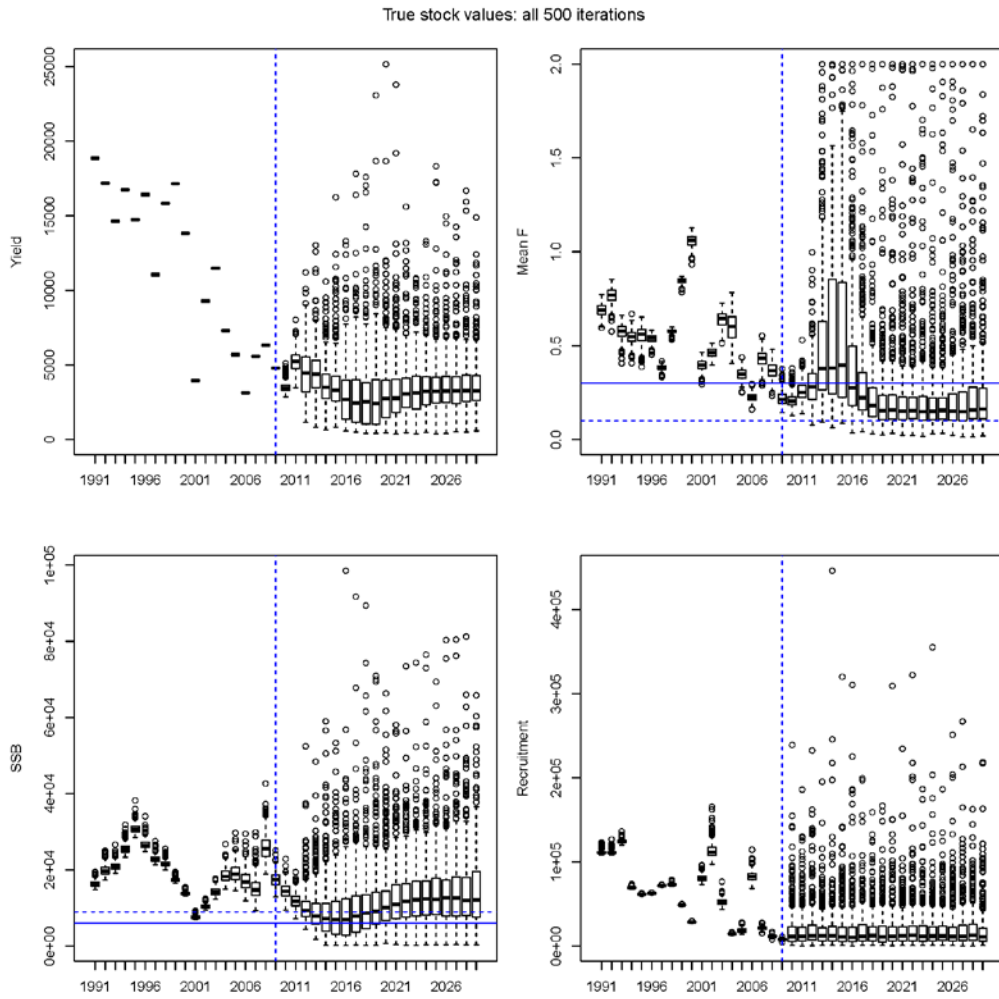 True stock values: all 500 iterations
Yield
25000
20000
15000
10000
5000
0
1991 1996 2001 2006 2011 2016 2021 2026
Mean F
2.0
1.5
1.0
0.5
0.0
1991 1996 2001 2006 2011 2016 2021 2026
SSB
1e+05
8e+04
6e+04
4e+04
2e+04
0e+00
1991 1996 2001 2006 2011 2016 2021 2026
Recruitment
4e+05
3e+05
2e+05
1e+05
0e+00
1991 1996 2001 2006 2011 2016 2021 2026